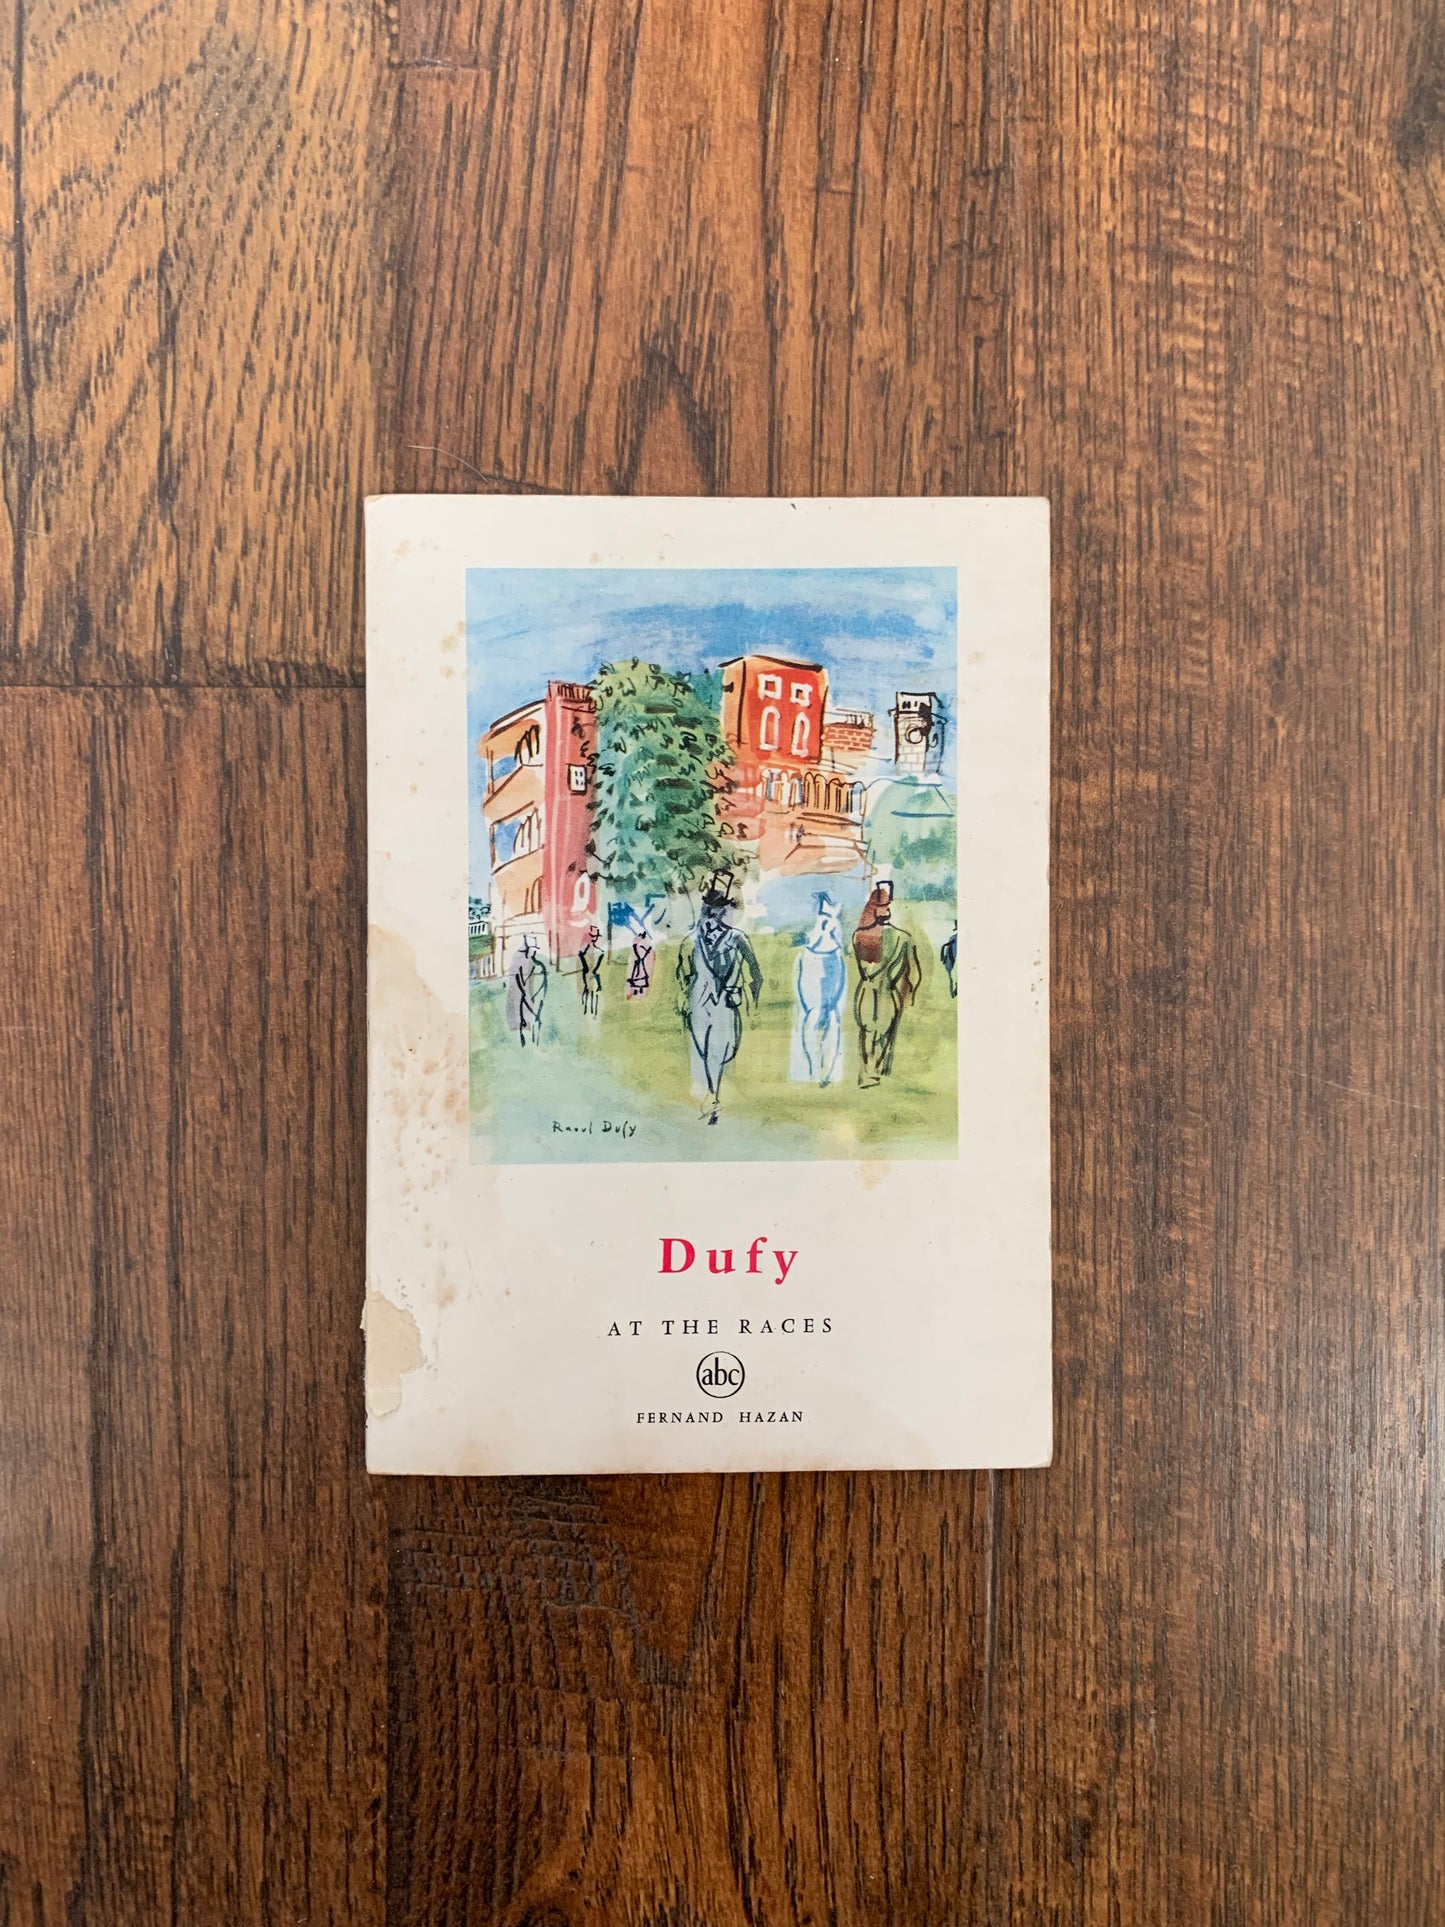 Raoul Dufy
Dufy
AT THE RACES
abc
FERNAND HAZAN